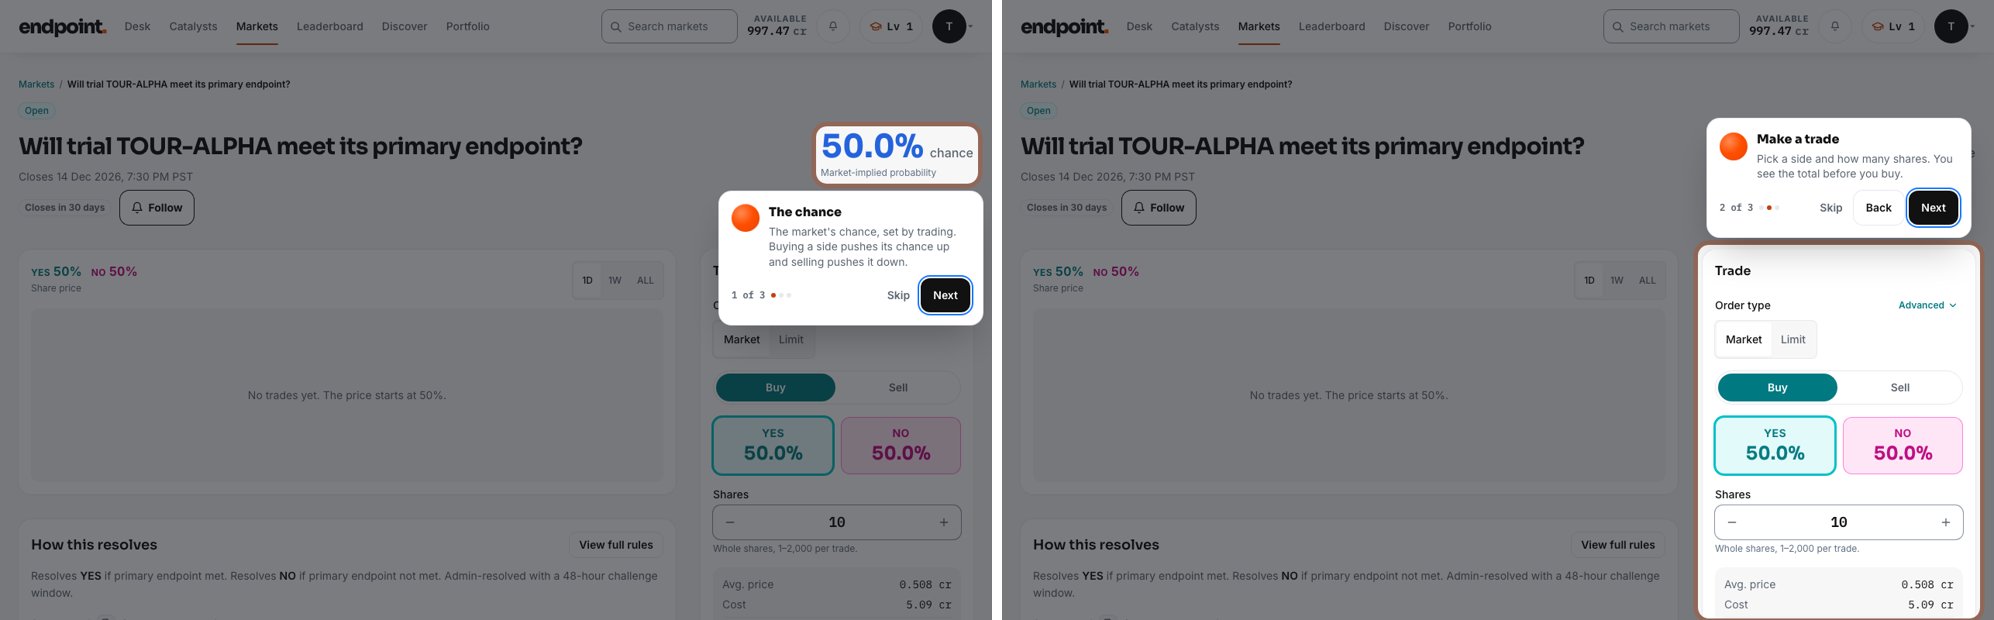 endpoint.
Desk
Catalysts
Markets
Leaderboard
Discover
Portfolio
Search markets
AVAILABLE
997.47 cr
Lv 1
T
Markets / Will trial TOUR-ALPHA meet its primary endpoint?
Open
Will trial TOUR-ALPHA meet its primary endpoint?
Closes 14 Dec 2026, 7:30 PM PST
Closes in 30 days
Follow
50.0% chance
Market-implied probability
The chance
The market's chance, set by trading.
Buying a side pushes its chance up
and selling pushes it down.
1 of 3
Skip
Next
YES 50% NO 50%
Share price
1D
1W
ALL
No trades yet. The price starts at 50%.
Market
Limit
Buy
Sell
YES
50.0%
NO
50.0%
Shares
−
10
+
Whole shares, 1–2,000 per trade.
Avg. price
0.508 cr
Cost
5.09 cr
How this resolves
View full rules
Resolves YES if primary endpoint met. Resolves NO if primary endpoint not met. Admin-resolved with a 48-hour challenge
window.
endpoint.
Desk
Catalysts
Markets
Leaderboard
Discover
Portfolio
Search markets
AVAILABLE
997.47 cr
Lv 1
T
Markets / Will trial TOUR-ALPHA meet its primary endpoint?
Open
Will trial TOUR-ALPHA meet its primary endpoint?
Closes 14 Dec 2026, 7:30 PM PST
Closes in 30 days
Follow
Make a trade
Pick a side and how many shares. You
see the total before you buy.
2 of 3
Skip
Back
Next
YES 50% NO 50%
Share price
1D
1W
ALL
No trades yet. The price starts at 50%.
Trade
Order type
Advanced
Market
Limit
Buy
Sell
YES
50.0%
NO
50.0%
Shares
−
10
+
Whole shares, 1–2,000 per trade.
Avg. price
0.508 cr
Cost
5.09 cr
How this resolves
View full rules
Resolves YES if primary endpoint met. Resolves NO if primary endpoint not met. Admin-resolved with a 48-hour challenge
window.